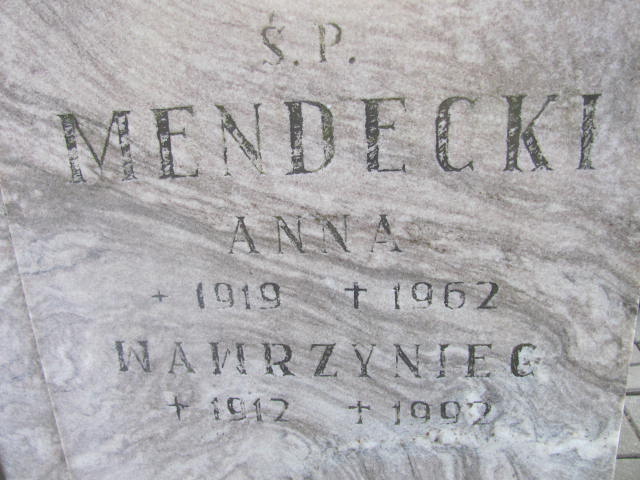 Ś.P.
MENDECKI
ANNA
+ 1919 † 1962
WAWRZYNIEC
+ 1912 † 1992